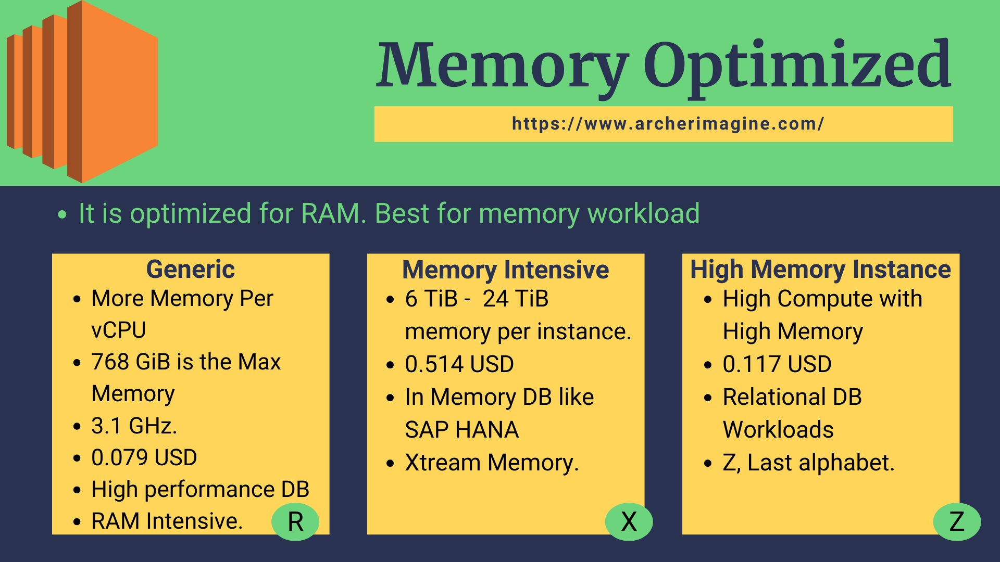 Memory Optimized
https://www.archerimagine.com/
• It is optimized for RAM. Best for memory workload
Generic
• More Memory Per
vCPU
• 768 GiB is the Max
Memory
• 3.1 GHz.
• 0.079 USD
• High performance DB
• RAM Intensive.
R
Memory Intensive
• 6 TiB - 24 TiB
memory per instance.
• 0.514 USD
• In Memory DB like
SAP HANA
• Xtream Memory.
X
High Memory Instance
• High Compute with
High Memory
• 0.117 USD
• Relational DB
Workloads
• Z, Last alphabet.
Z